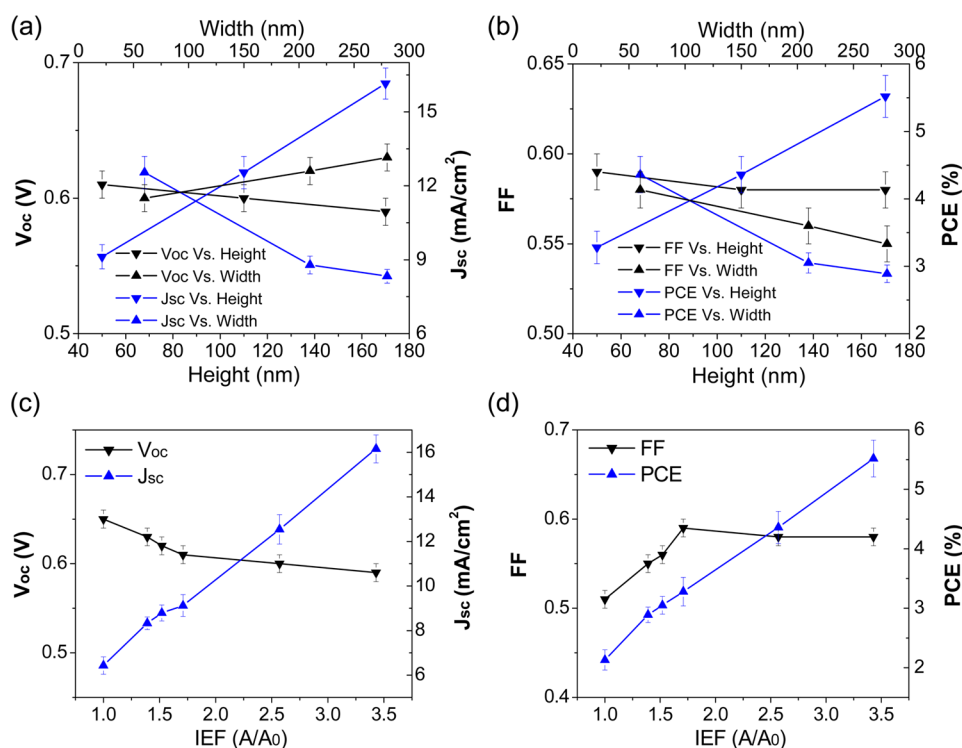 (a)
Width (nm)
0 50 100 150 200 250 300
0.7
0.6
0.5
Voc (V)
15
12
9
6
Jsc (mA/cm²)
Voc Vs. Height
Voc Vs. Width
Jsc Vs. Height
Jsc Vs. Width
40 60 80 100 120 140 160 180
Height (nm)
(b)
Width (nm)
0 50 100 150 200 250 300
0.65
0.60
0.55
0.50
FF
6
5
4
3
2
PCE (%)
FF Vs. Height
FF Vs. Width
PCE Vs. Height
PCE Vs. Width
40 60 80 100 120 140 160 180
Height (nm)
(c)
Voc
Jsc
0.7
0.6
0.5
Voc (V)
16
14
12
10
8
6
Jsc (mA/cm²)
1.0 1.5 2.0 2.5 3.0 3.5
IEF (A/A0)
(d)
FF
PCE
0.7
0.6
0.5
0.4
FF
6
5
4
3
2
PCE (%)
1.0 1.5 2.0 2.5 3.0 3.5
IEF (A/A0)